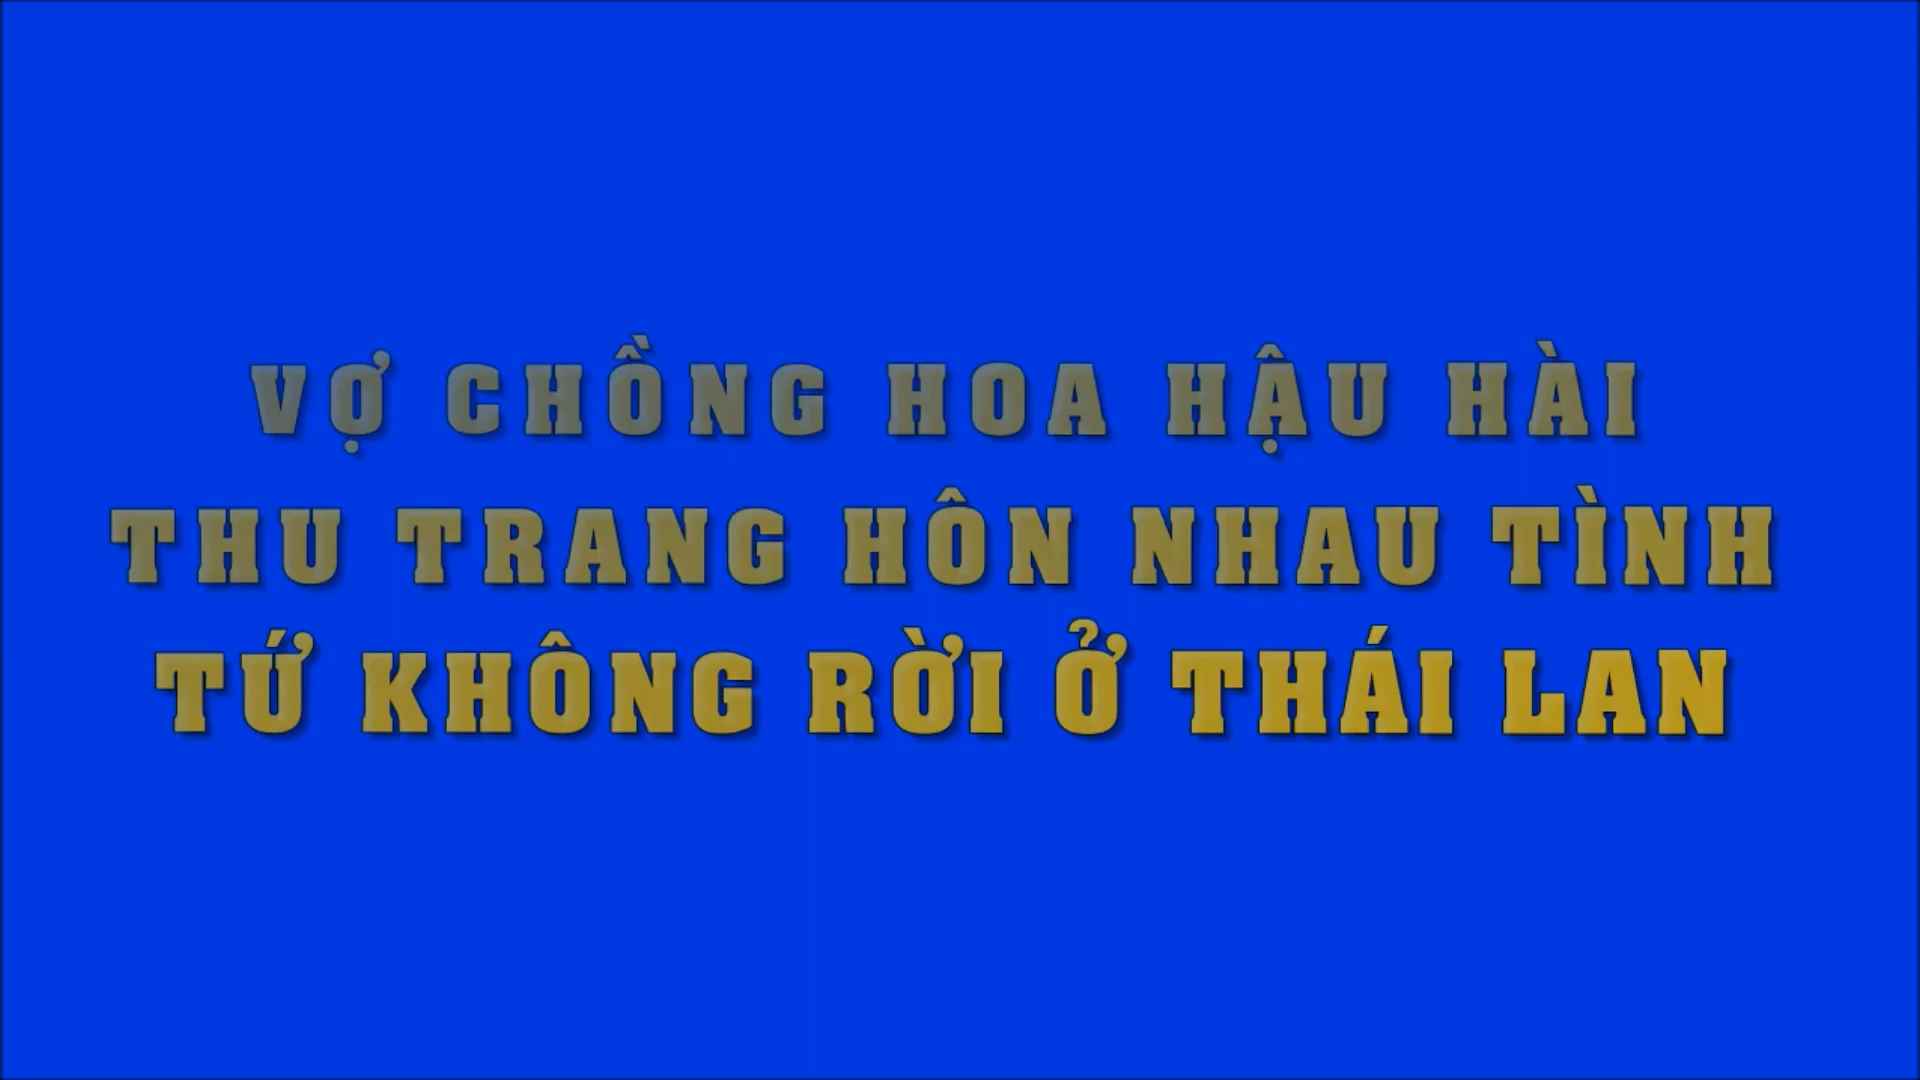 VỢ CHỒNG HOA HẬU HÀI
THU TRANG HÔN NHAU TÌNH
TỨ KHÔNG RỜI Ở THÁI LAN